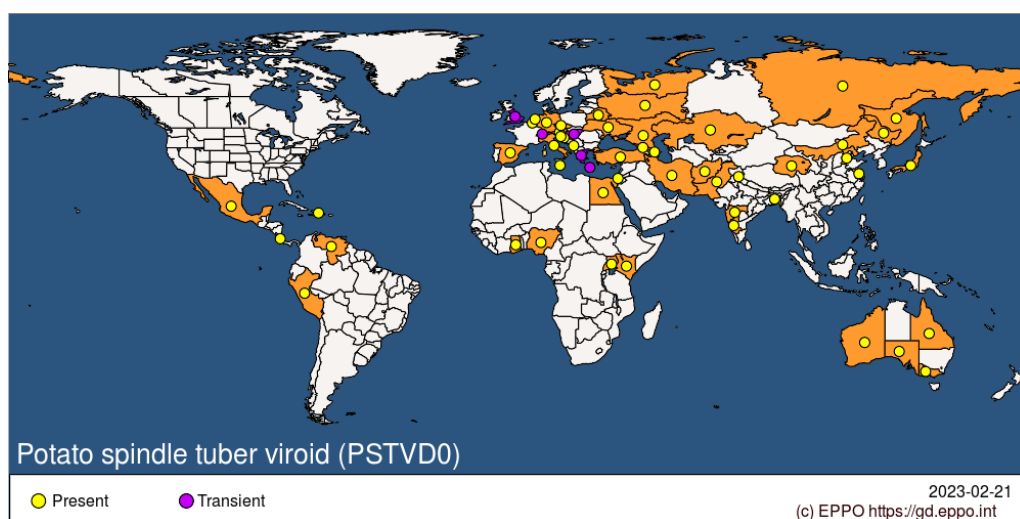 Potato spindle tuber viroid (PSTVD0)
Present
Transient
2023-02-21
(c) EPPO https://gd.eppo.int